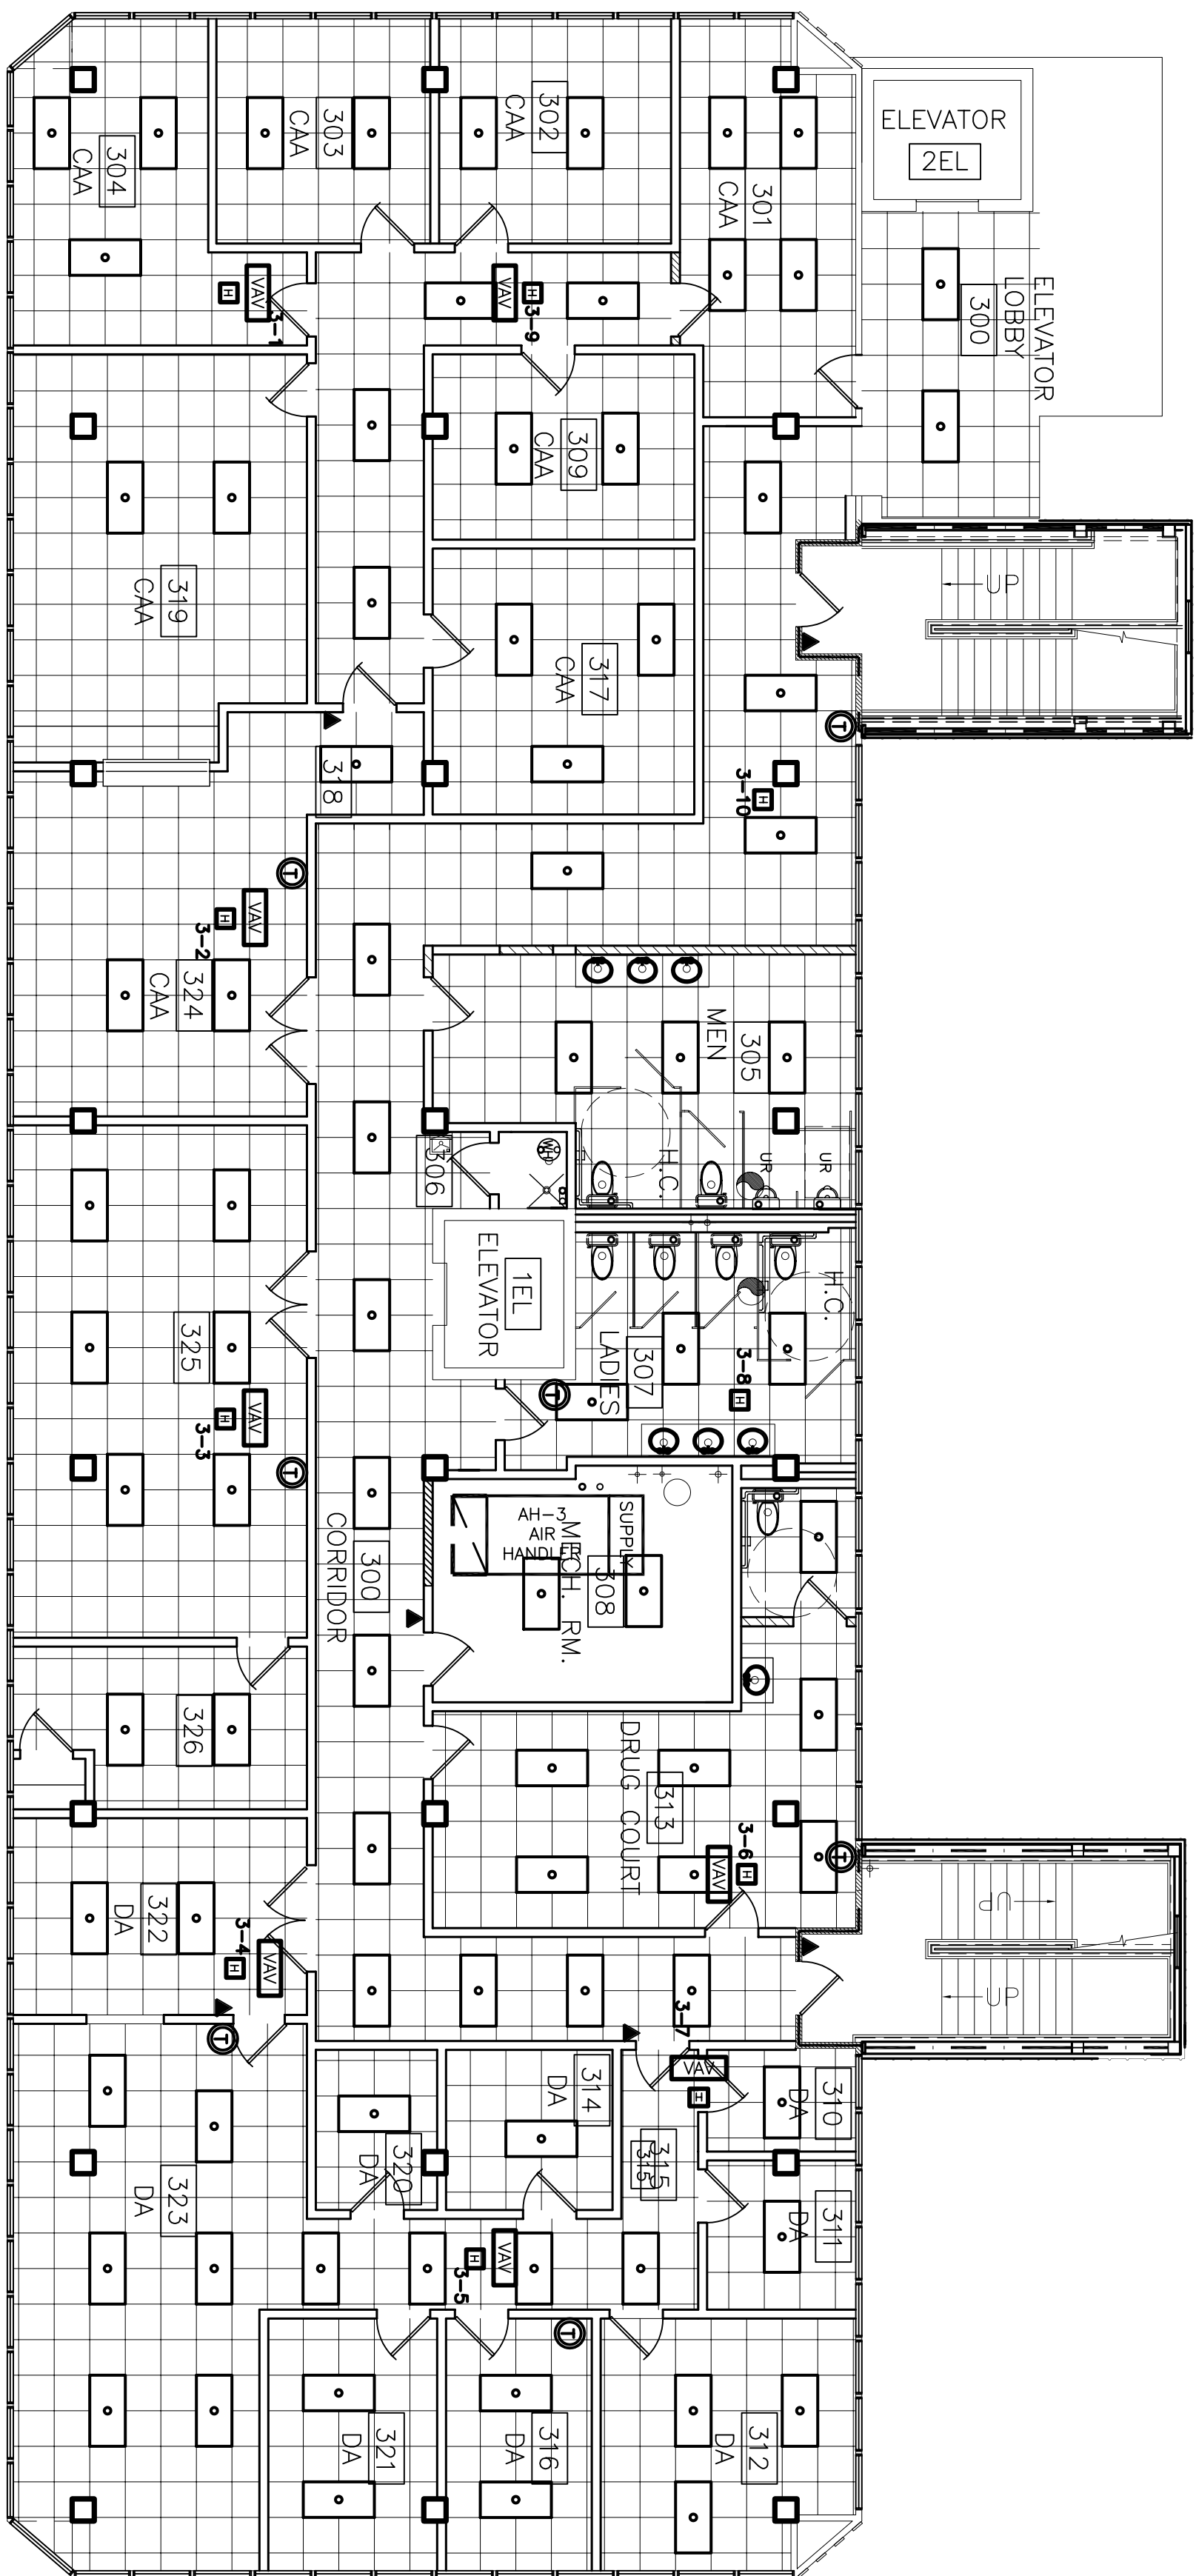 ELEVATOR
2EL
ELEVATOR
LOBBY
300
304
CAA
303
CAA
302
CAA
301
CAA
VAV
H
3-1
VAV
H
3-9
309
CAA
319
CAA
317
CAA
UP
T
318
3-10
H
T
VAV
H
3-2
324
CAA
305
MEN
H.C.
UR
UR
306
WH
ELEVATOR
1EL
H.C.
307
LADIES
3-8
H
T
325
VAV
H
3-3
T
300
CORRIDOR
AH-3
AIR
HANDLER
SUPPLY
308
MECH. RM.
326
313
DRUG COURT
3-6
H
VAV
T
322
DA
3-4
H
VAV
T
UP
UP
3-7
VAV
H
310
DA
314
DA
320
DA
315
315
311
DA
323
DA
VAV
H
3-5
T
321
DA
316
DA
312
DA